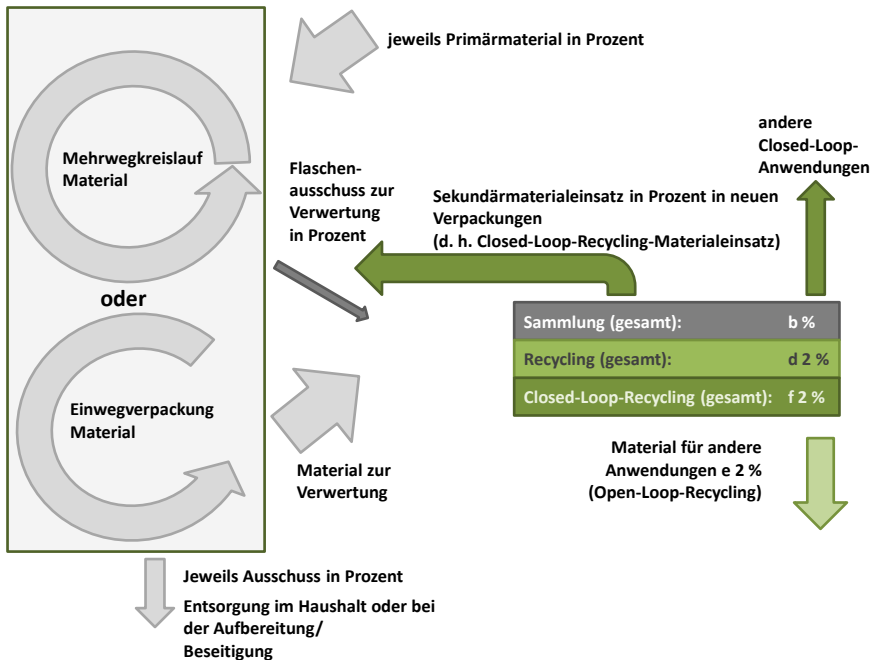 jeweils Primärmaterial in Prozent
Mehrwegkreislauf
Material
Flaschen-
ausschuss zur
Verwertung
in Prozent
andere
Closed-Loop-
Anwendungen
Sekundärmaterialeinsatz in Prozent in neuen
Verpackungen
(d. h. Closed-Loop-Recycling-Materialeinsatz)
oder
Sammlung (gesamt): b %
Recycling (gesamt): d 2 %
Closed-Loop-Recycling (gesamt): f 2 %
Einwegverpackung
Material
Material zur
Verwertung
Material für andere
Anwendungen e 2 %
(Open-Loop-Recycling)
Jeweils Ausschuss in Prozent
Entsorgung im Haushalt oder bei
der Aufbereitung/
Beseitigung